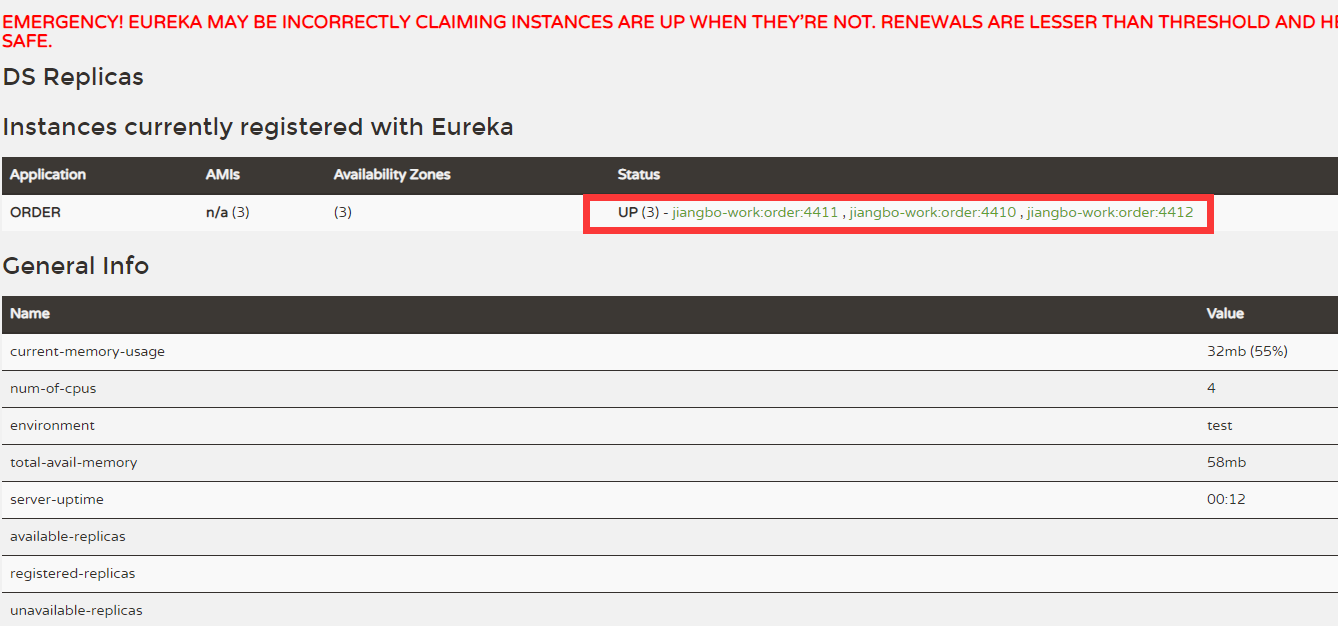 EMERGENCY! EUREKA MAY BE INCORRECTLY CLAIMING INSTANCES ARE UP WHEN THEY'RE NOT. RENEWALS ARE LESSER THAN THRESHOLD AND HE
SAFE.
DS Replicas
Instances currently registered with Eureka
Application AMIs Availability Zones Status
ORDER n/a (3) (3) UP (3) - jiangbo-work:order:4411 , jiangbo-work:order:4410 , jiangbo-work:order:4412
General Info
Name Value
current-memory-usage 32mb (55%)
num-of-cpus 4
environment test
total-avail-memory 58mb
server-uptime 00:12
available-replicas
registered-replicas
unavailable-replicas